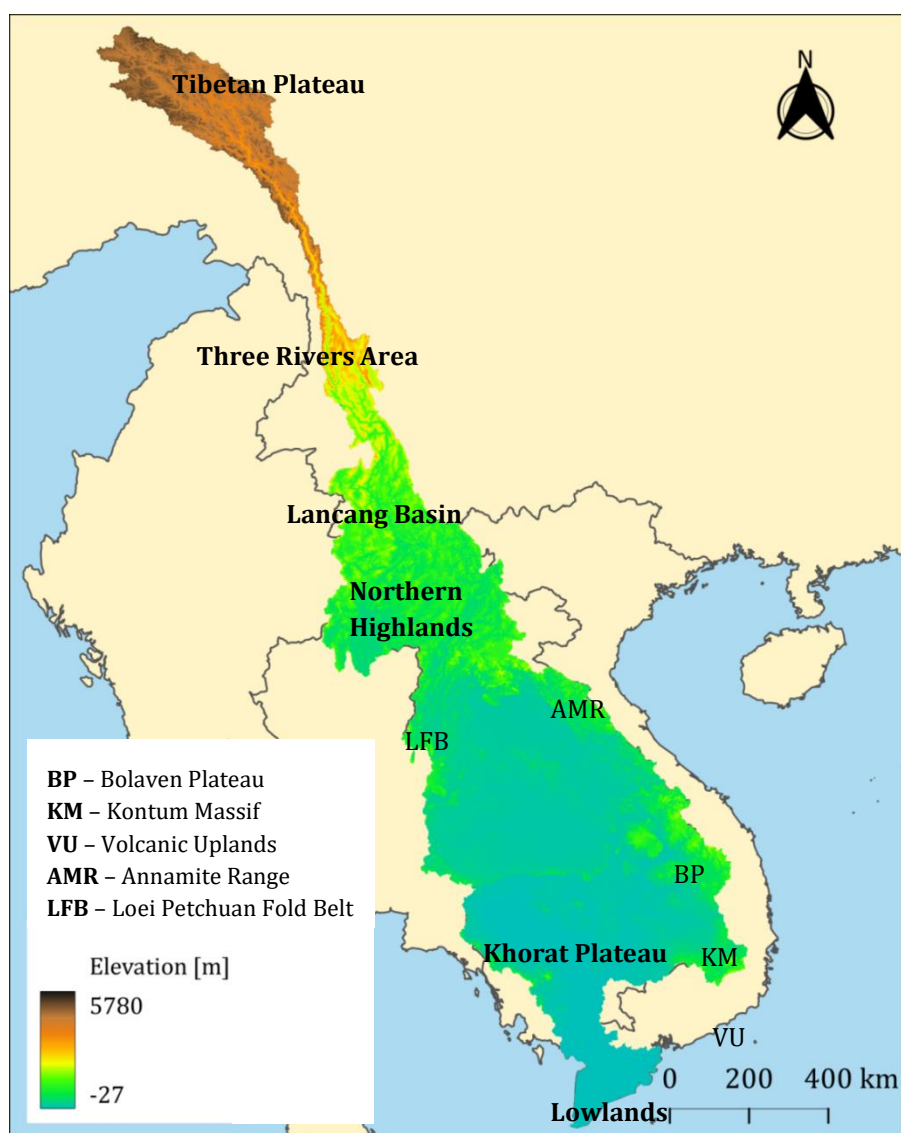 N
Tibetan Plateau
Three Rivers Area
Lancang Basin
Northern
Highlands
AMR
LFB
BP – Bolaven Plateau
KM – Kontum Massif
VU – Volcanic Uplands
AMR – Annamite Range
LFB – Loei Petchuan Fold Belt
BP
Khorat Plateau
KM
Elevation [m]
5780
-27
VU
0 200 400 km
Lowlands